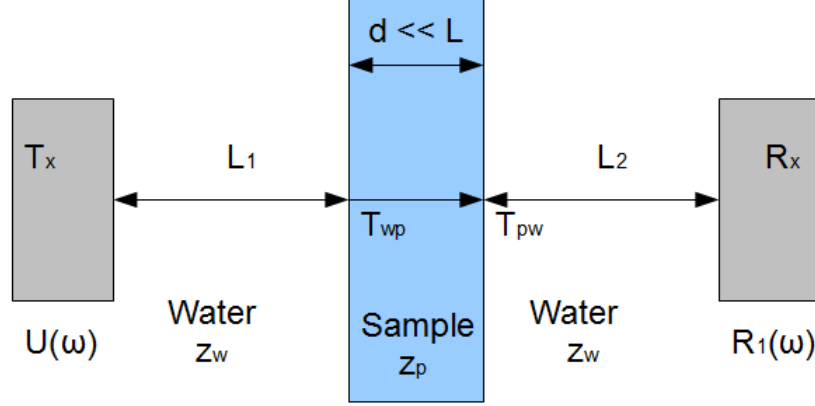 d << L
Tx
L1
L2
Rx
Twp
Tpw
Water
zw
Sample
zp
Water
zw
U(ω)
R1(ω)